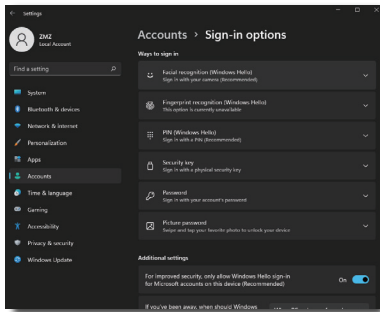 Settings
ZMZ
Local Account
Find a setting
System
Bluetooth & devices
Network & internet
Personalization
Apps
Accounts
Time & language
Gaming
Accessibility
Privacy & security
Windows Update
Accounts > Sign-in options
Ways to sign in
Facial recognition (Windows Hello)
Sign in with your camera (Recommended)
Fingerprint recognition (Windows Hello)
This option is currently unavailable
PIN (Windows Hello)
Sign in with a PIN (Recommended)
Security key
Sign in with a physical security key
Password
Sign in with your account's password
Picture password
Swipe and tap your favorite photo to unlock your device
Additional settings
For improved security, only allow Windows Hello sign-in
for Microsoft accounts on this device (Recommended)
On
If you've been away, when should Windows